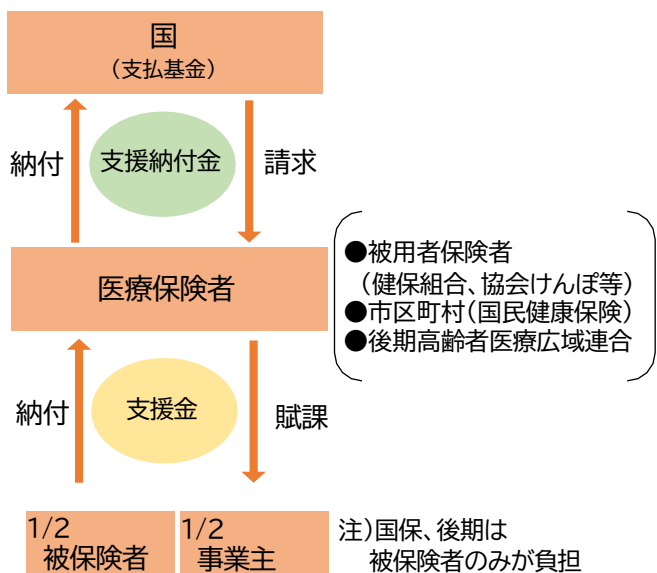 国
（支払基金）
納付
支援納付金
請求
医療保険者
●被用者保険者
（健保組合、協会けんぽ等）
●市区町村（国民健康保険）
●後期高齢者医療広域連合
納付
支援金
賦課
1/2
被保険者
1/2
事業主
注）国保、後期は
被保険者のみが負担